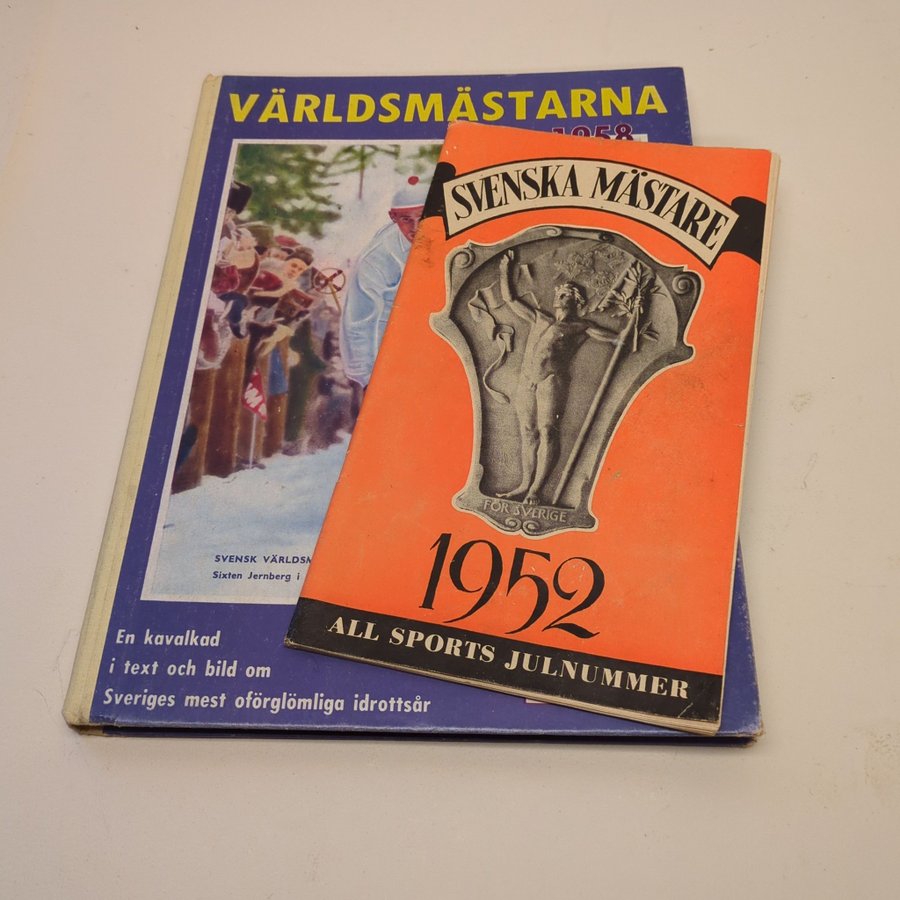 VÄRLDSMÄSTARNA
1958
SVENSK
Sixten Jernberg i
En kavalkad
i text och bild om
Sveriges mest oförglömliga idrottsår
SVENSKA MÄSTARE
FÖR SVERIGE
1952
ALL SPORTS JULNUMMER